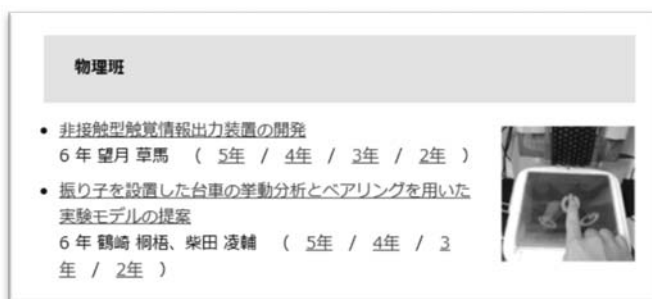 物理班
• 非接触型触覚情報出力装置の開発
6 年 望月 草馬 （ 5年 / 4年 / 3年 / 2年 ）
• 振り子を設置した台車の挙動分析とベアリングを用いた
実験モデルの提案
6 年 鶴崎 桐梧、柴田 凌輔 （ 5年 / 4年 / 3
年 / 2年 ）